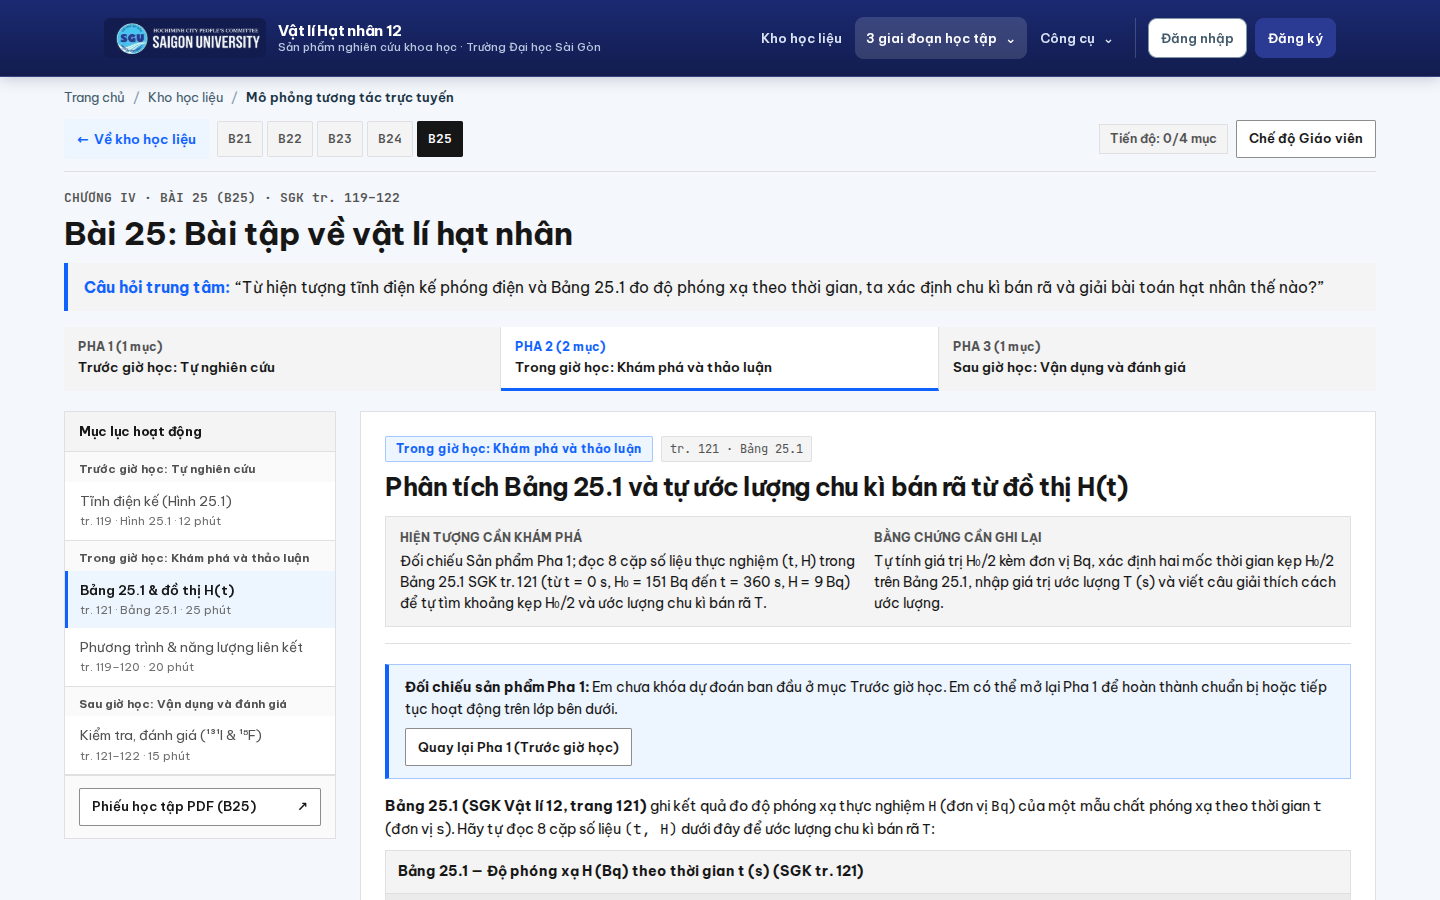 HOCHIMINH CITY PEOPLE'S COMMITTEE
SGU SAIGON UNIVERSITY
Vật lí Hạt nhân 12
Sản phẩm nghiên cứu khoa học · Trường Đại học Sài Gòn
Kho học liệu
3 giai đoạn học tập
Công cụ
Đăng nhập
Đăng ký
Trang chủ / Kho học liệu / Mô phỏng tương tác trực tuyến
← Về kho học liệu
B21
B22
B23
B24
B25
Tiến độ: 0/4 mục
Chế độ Giáo viên
CHƯƠNG IV · BÀI 25 (B25) · SGK tr. 119–122
Bài 25: Bài tập về vật lí hạt nhân
Câu hỏi trung tâm: “Từ hiện tượng tĩnh điện kế phóng điện và Bảng 25.1 đo độ phóng xạ theo thời gian, ta xác định chu kì bán rã và giải bài toán hạt nhân thế nào?”
PHA 1 (1 mục)
Trước giờ học: Tự nghiên cứu
PHA 2 (2 mục)
Trong giờ học: Khám phá và thảo luận
PHA 3 (1 mục)
Sau giờ học: Vận dụng và đánh giá
Mục lục hoạt động
Trước giờ học: Tự nghiên cứu
Tĩnh điện kế (Hình 25.1)
tr. 119 · Hình 25.1 · 12 phút
Trong giờ học: Khám phá và thảo luận
Bảng 25.1 & đồ thị H(t)
tr. 121 · Bảng 25.1 · 25 phút
Phương trình & năng lượng liên kết
tr. 119–120 · 20 phút
Sau giờ học: Vận dụng và đánh giá
Kiểm tra, đánh giá (¹³¹I & ¹⁸F)
tr. 121–122 · 15 phút
Phiếu học tập PDF (B25) ↗
Trong giờ học: Khám phá và thảo luận
tr. 121 · Bảng 25.1
Phân tích Bảng 25.1 và tự ước lượng chu kì bán rã từ đồ thị H(t)
HIỆN TƯỢNG CẦN KHÁM PHÁ
Đối chiếu Sản phẩm Pha 1; đọc 8 cặp số liệu thực nghiệm (t, H) trong
Bảng 25.1 SGK tr. 121 (từ t = 0 s, H₀ = 151 Bq đến t = 360 s, H = 9 Bq)
để tự tìm khoảng kẹp H₀/2 và ước lượng chu kì bán rã T.
BẰNG CHỨNG CẦN GHI LẠI
Tự tính giá trị H₀/2 kèm đơn vị Bq, xác định hai mốc thời gian kẹp H₀/2
trên Bảng 25.1, nhập giá trị ước lượng T (s) và viết câu giải thích cách
ước lượng.
Đối chiếu sản phẩm Pha 1: Em chưa khóa dự đoán ban đầu ở mục Trước giờ học. Em có thể mở lại Pha 1 để hoàn thành chuẩn bị hoặc tiếp
tục hoạt động trên lớp bên dưới.
Quay lại Pha 1 (Trước giờ học)
Bảng 25.1 (SGK Vật lí 12, trang 121) ghi kết quả đo độ phóng xạ thực nghiệm H (đơn vị Bq) của một mẫu chất phóng xạ theo thời gian t
(đơn vị s). Hãy tự đọc 8 cặp số liệu (t, H) dưới đây để ước lượng chu kì bán rã T:
Bảng 25.1 — Độ phóng xạ H (Bq) theo thời gian t (s) (SGK tr. 121)